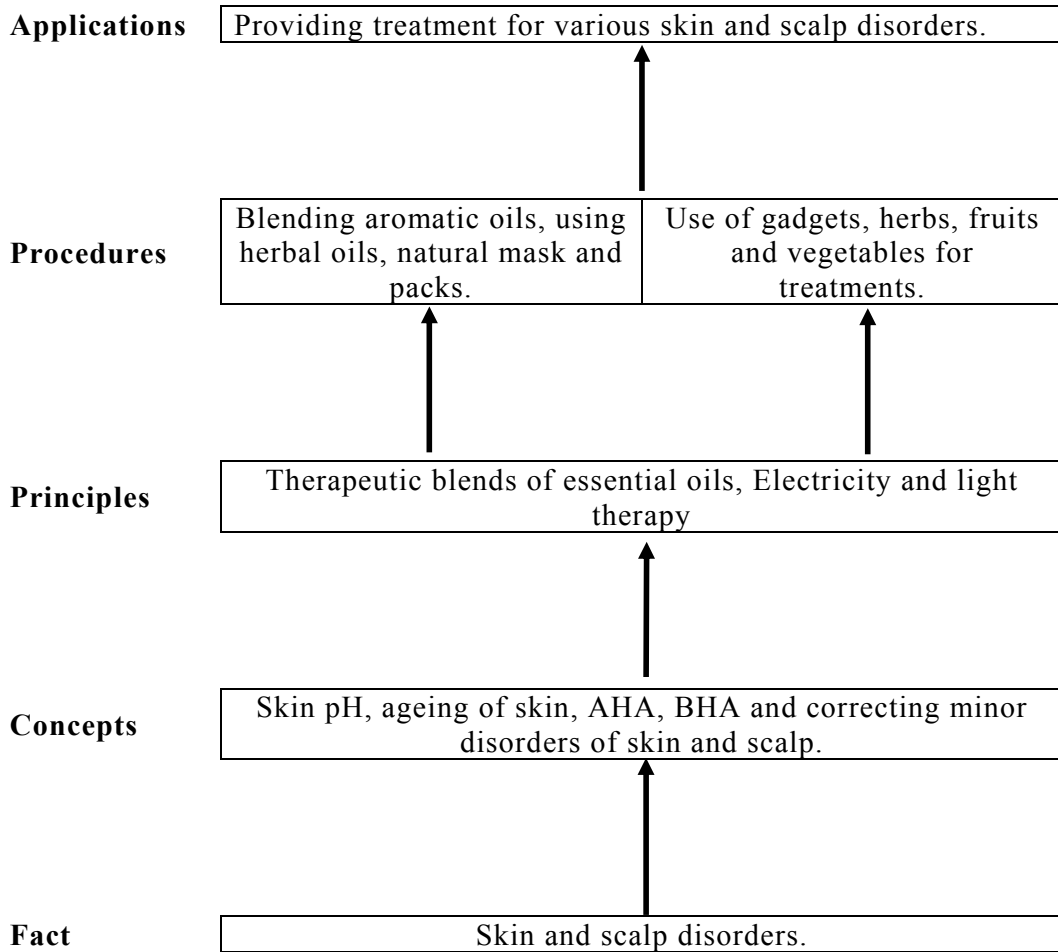 Applications
Providing treatment for various skin and scalp disorders.
Procedures
Blending aromatic oils, using
herbal oils, natural mask and
packs.
Use of gadgets, herbs, fruits
and vegetables for
treatments.
Principles
Therapeutic blends of essential oils, Electricity and light
therapy
Concepts
Skin pH, ageing of skin, AHA, BHA and correcting minor
disorders of skin and scalp.
Fact
Skin and scalp disorders.